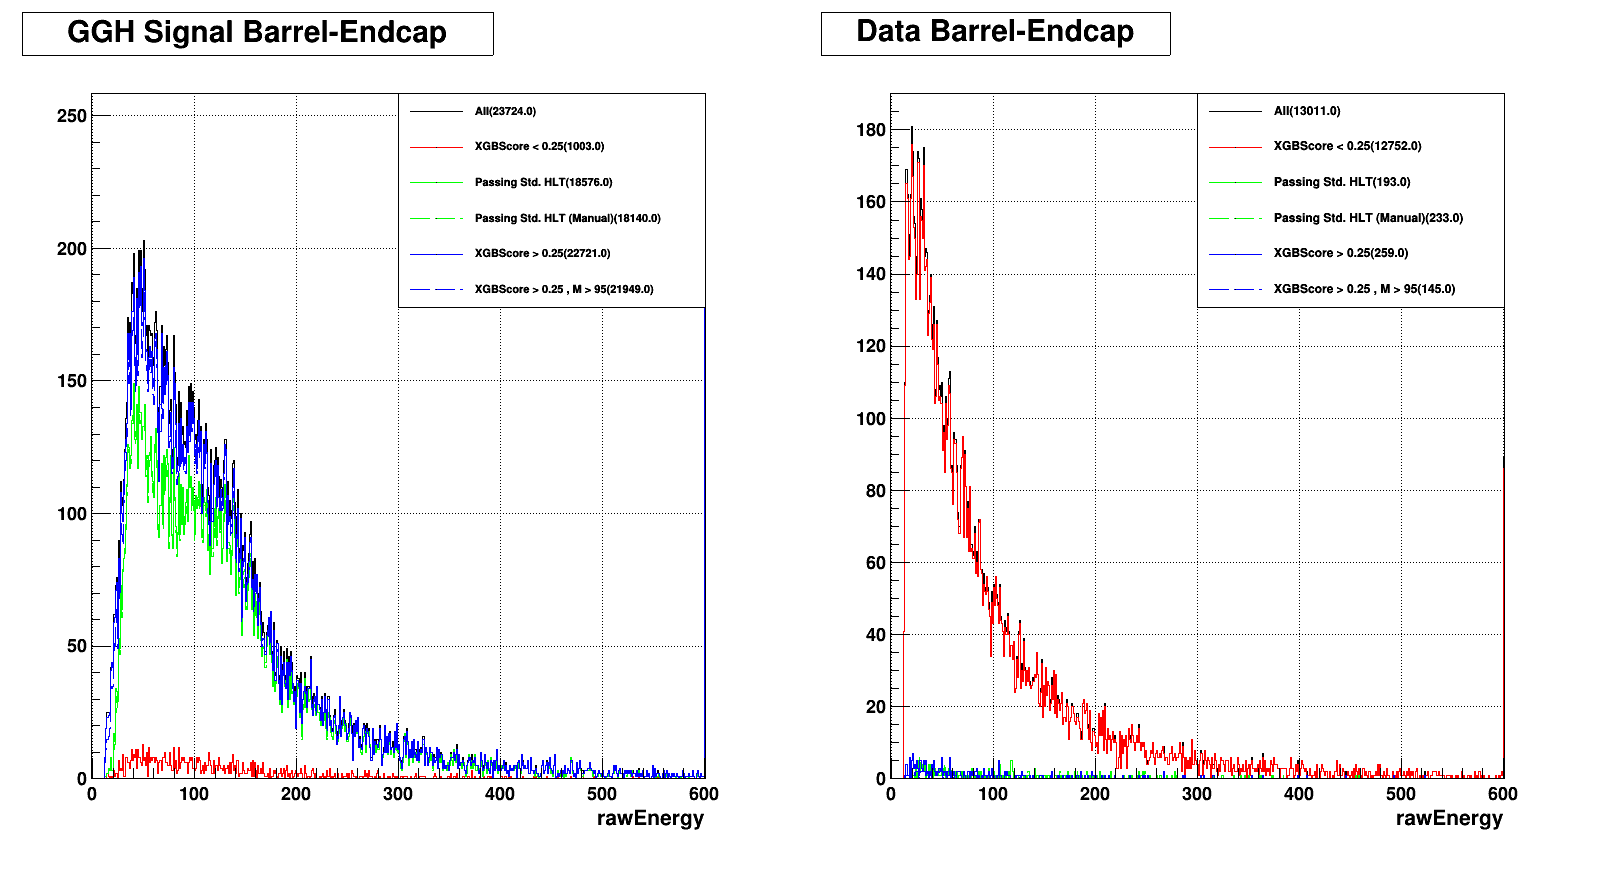 GGH Signal Barrel-Endcap
250
200
150
100
50
0
0 100 200 300 400 500 600
rawEnergy
All(23724.0)
XGBScore < 0.25(1003.0)
Passing Std. HLT(18576.0)
Passing Std. HLT (Manual)(18140.0)
XGBScore > 0.25(22721.0)
XGBScore > 0.25 , M > 95(21949.0)
Data Barrel-Endcap
180
160
140
120
100
80
60
40
20
0
0 100 200 300 400 500 600
rawEnergy
All(13011.0)
XGBScore < 0.25(12752.0)
Passing Std. HLT(193.0)
Passing Std. HLT (Manual)(233.0)
XGBScore > 0.25(259.0)
XGBScore > 0.25 , M > 95(145.0)